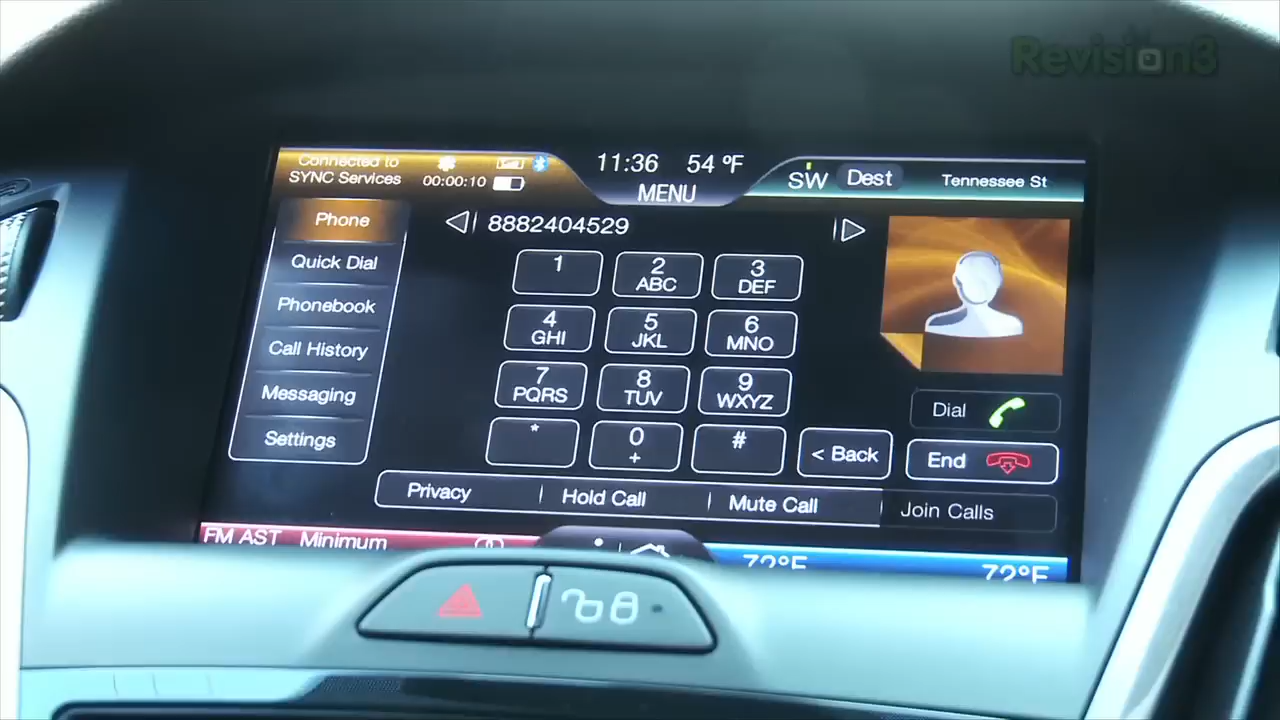 Revision3
Connected to
SYNC Services
00:00:10
11:36 54 °F
MENU
SW Dest Tennessee St
Phone
Quick Dial
Phonebook
Call History
Messaging
Settings
8882404529
1
2
ABC
3
DEF
4
GHI
5
JKL
6
MNO
7
PQRS
8
TUV
9
WXYZ
*
0
+
#
< Back
Dial
End
Privacy Hold Call Mute Call Join Calls
FM AST Minimum
72°F 72°F